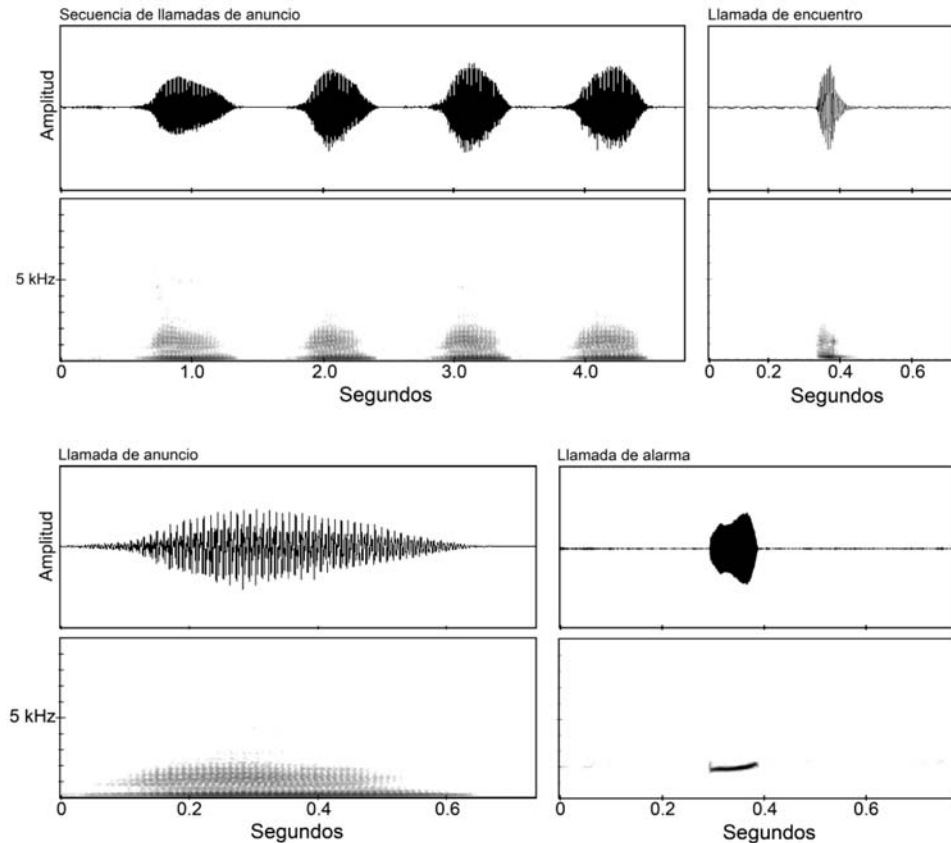 Secuencia de llamadas de anuncio
Llamada de encuentro
Amplitud
5 kHz
0 1.0 2.0 3.0 4.0
0 0.2 0.4 0.6
Segundos
Segundos
Llamada de anuncio
Llamada de alarma
Amplitud
5 kHz
0 0.2 0.4 0.6
0 0.2 0.4 0.6
Segundos
Segundos